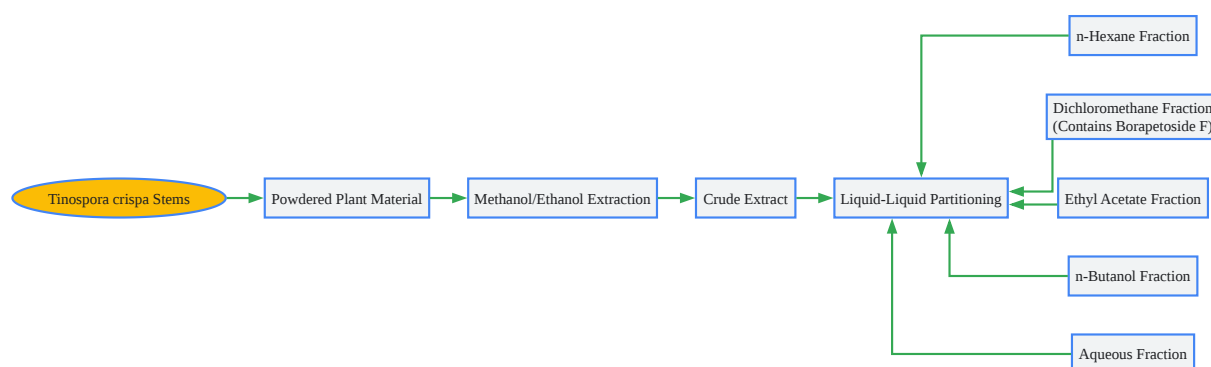 n-Hexane Fraction
Dichloromethane Fraction
(Contains Borapetoside F)
Tinospora crispa Stems
Powdered Plant Material
Methanol/Ethanol Extraction
Crude Extract
Liquid-Liquid Partitioning
Ethyl Acetate Fraction
n-Butanol Fraction
Aqueous Fraction